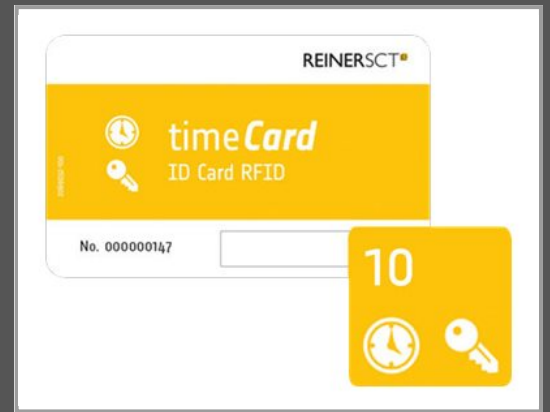 REINERSCT
timeCard
ID Card RFID
No. 000000147
10